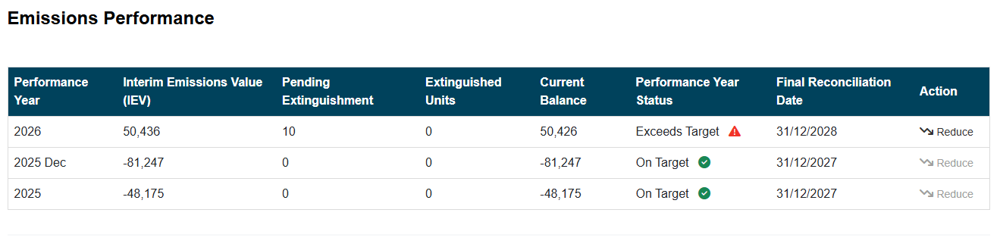 Emissions Performance
Performance Year Interim Emissions Value (IEV) Pending Extinguishment Extinguished Units Current Balance Performance Year Status Final Reconciliation Date Action
2026 50,436 10 0 50,426 Exceeds Target 31/12/2028 Reduce
2025 Dec -81,247 0 0 -81,247 On Target 31/12/2027 Reduce
2025 -48,175 0 0 -48,175 On Target 31/12/2027 Reduce